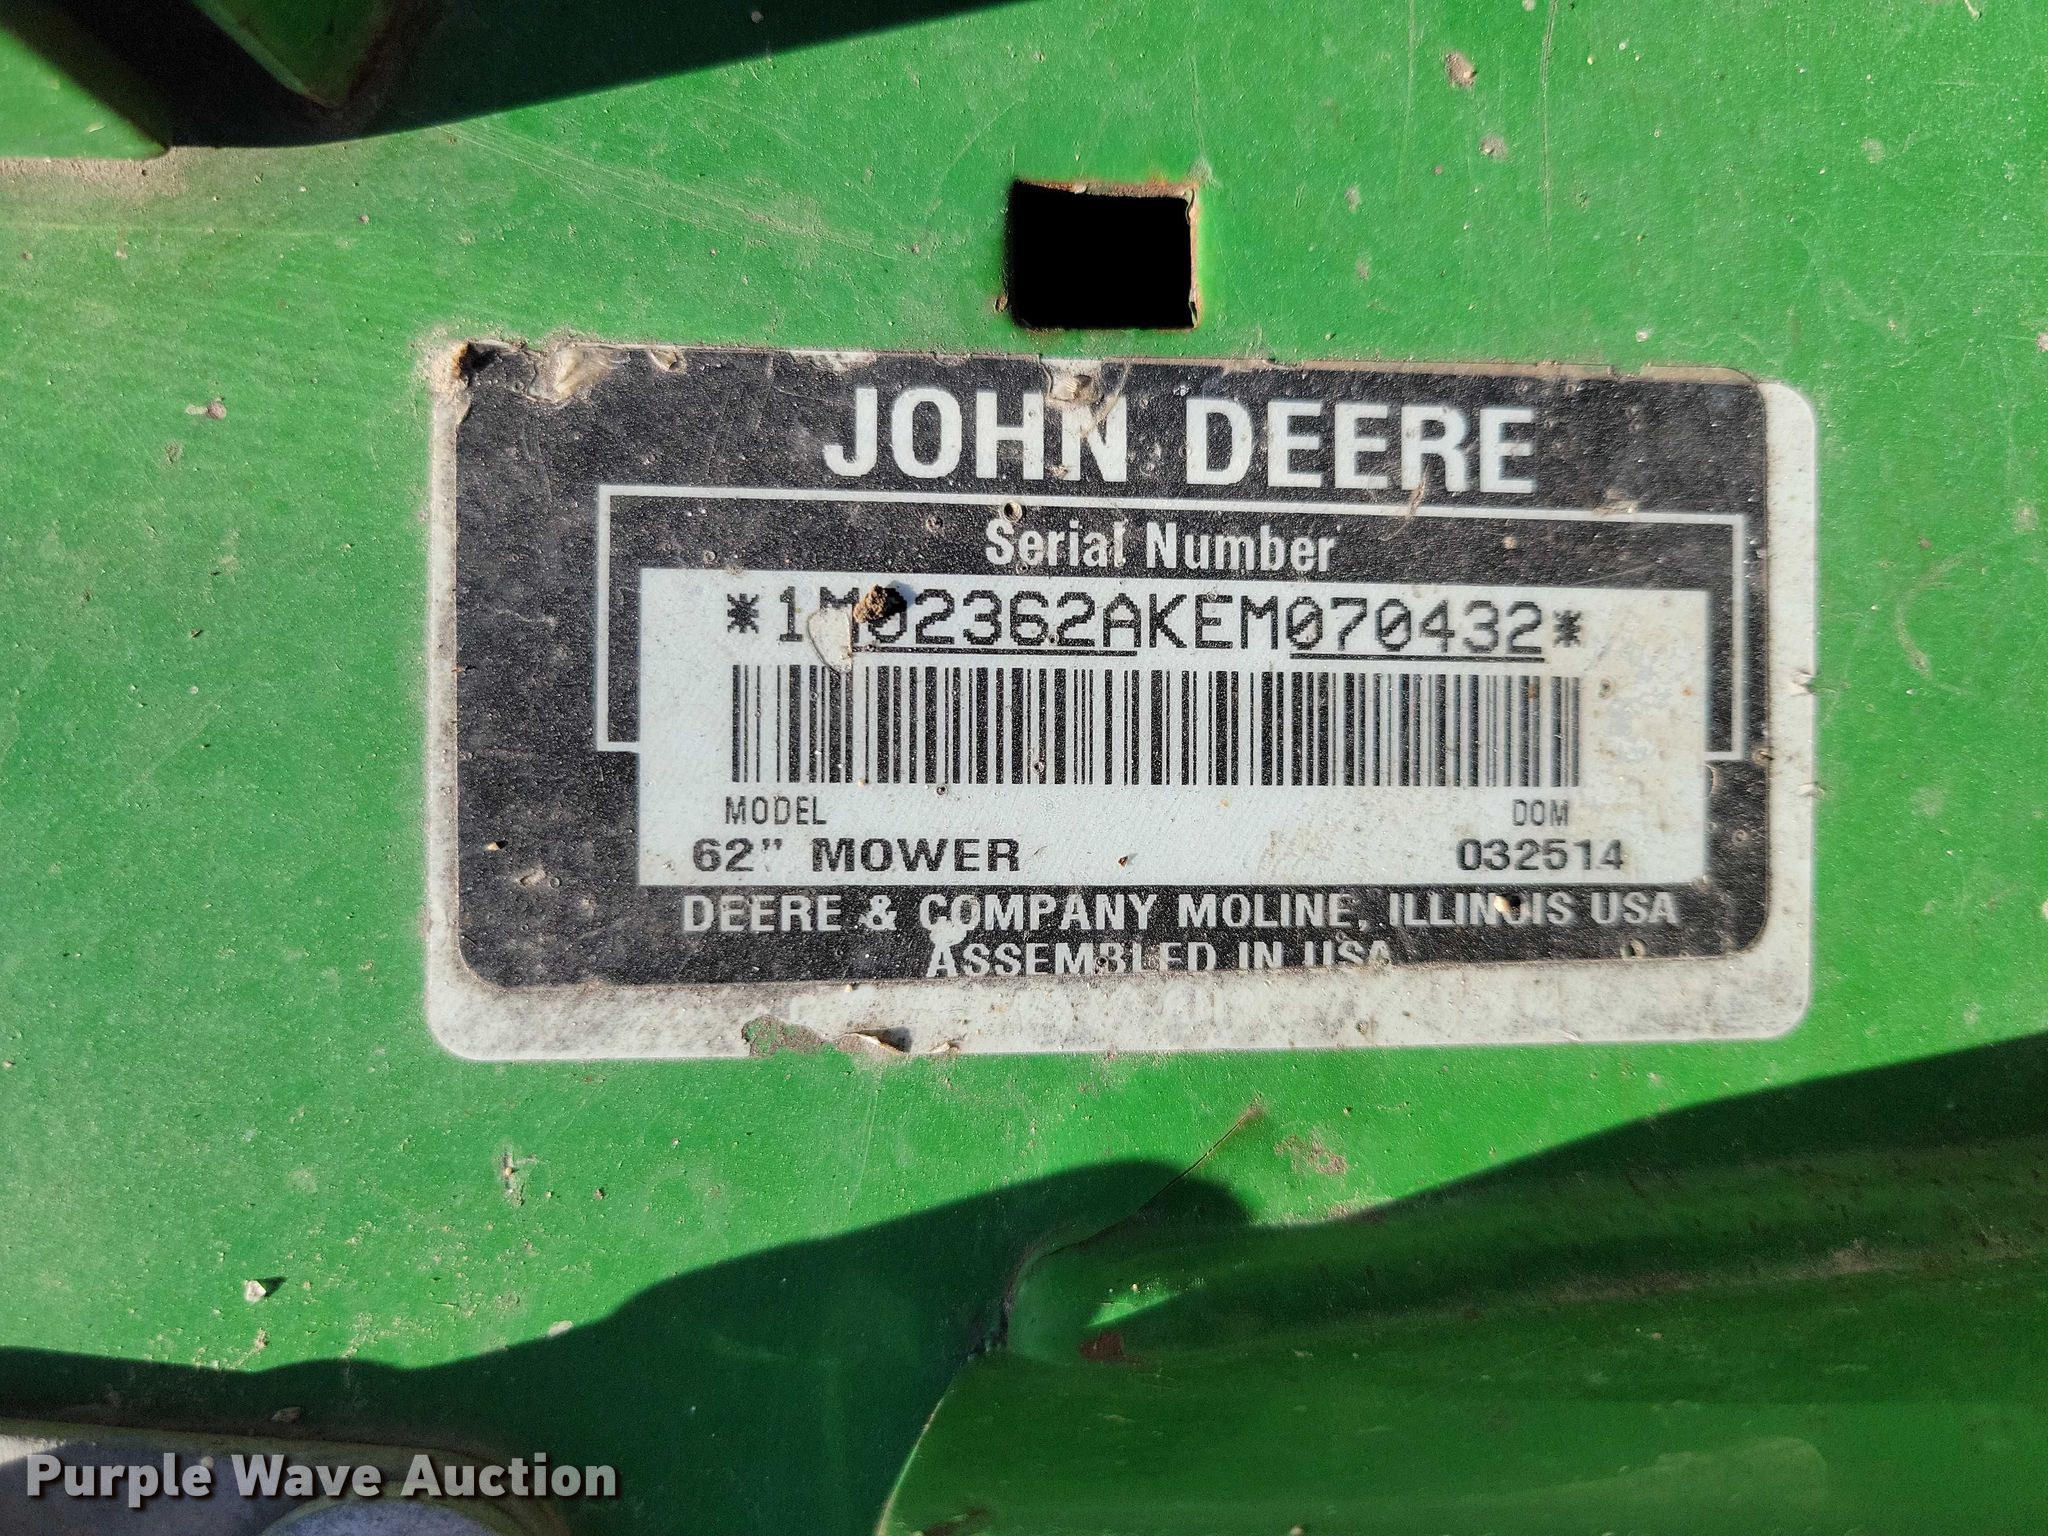 JOHN DEERE
Serial Number
*1M02362AKEM070432*
MODEL DOM
62" MOWER 032514
DEERE & COMPANY MOLINE, ILLINOIS USA
ASSEMBLED IN USA
Purple Wave Auction